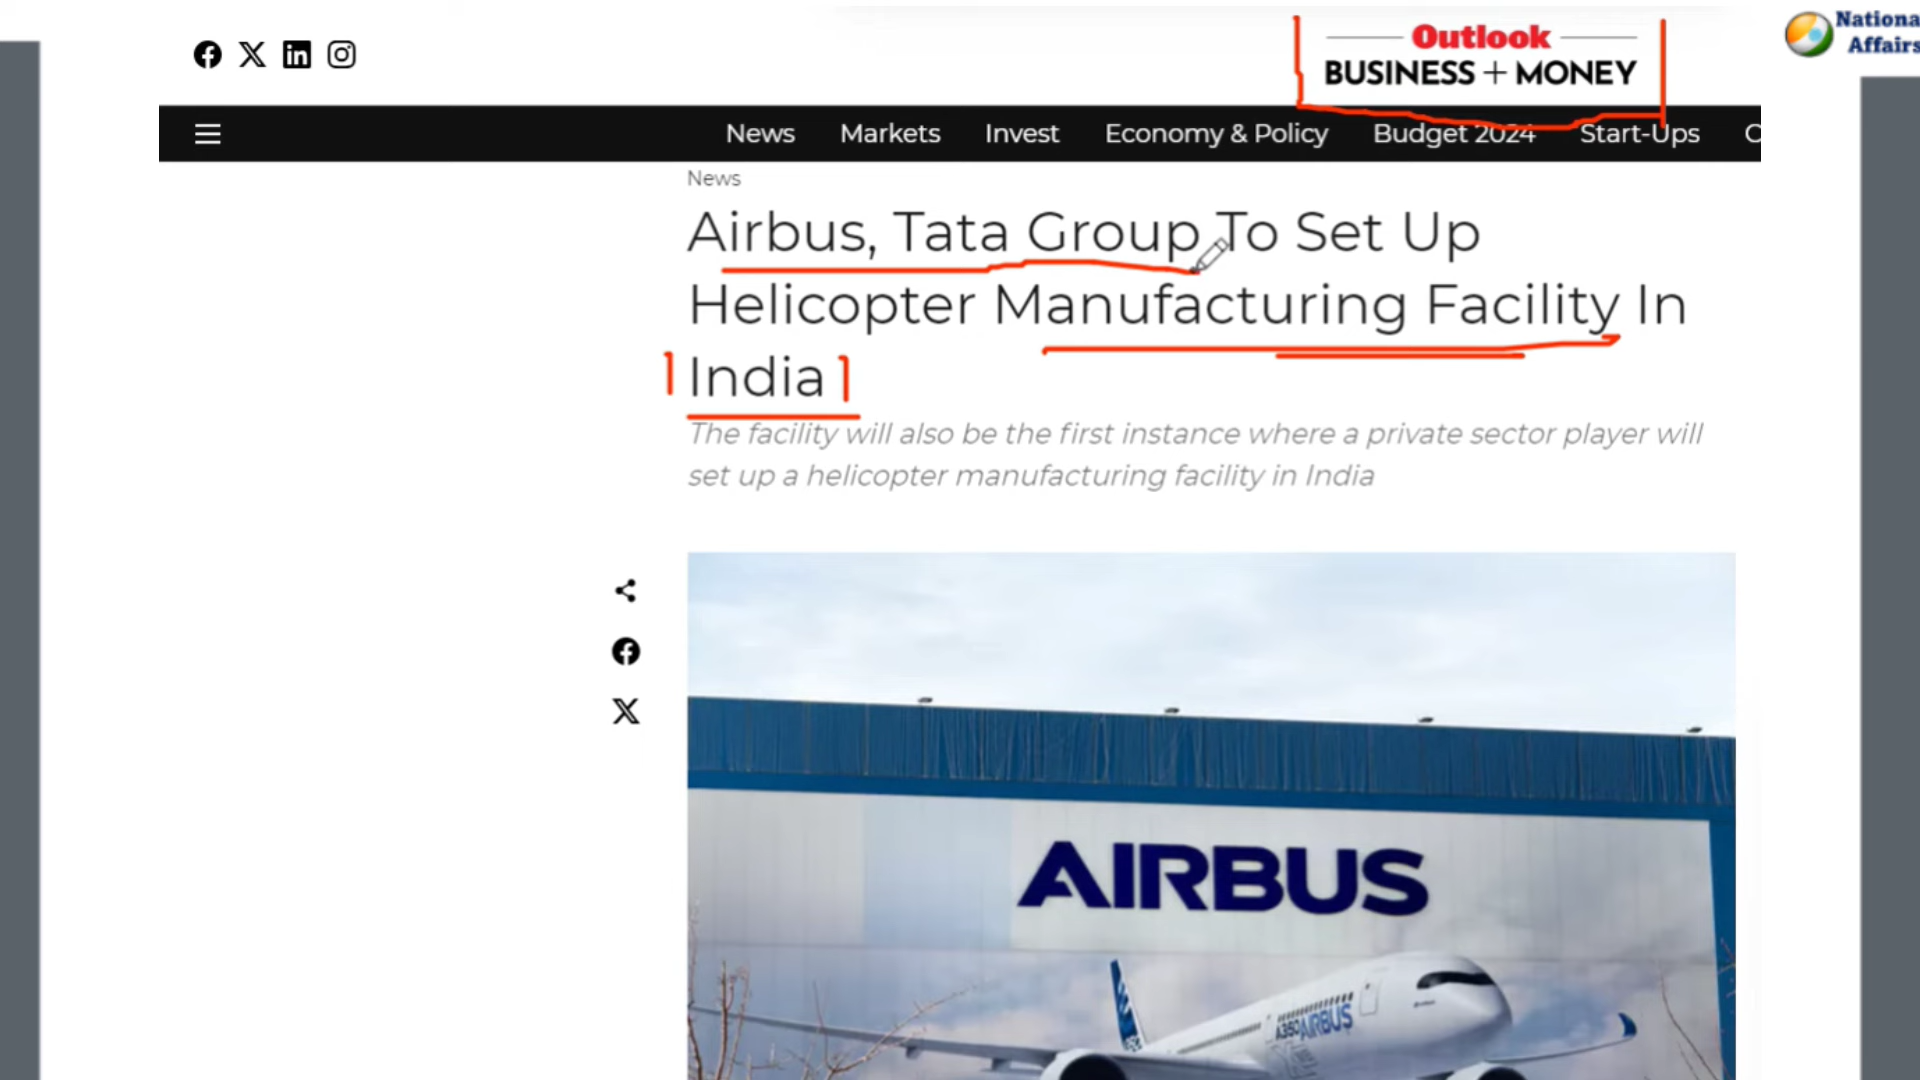 National
Affairs
Outlook
BUSINESS + MONEY
News Markets Invest Economy & Policy Budget 2024 Start-Ups
News
Airbus, Tata Group To Set Up
Helicopter Manufacturing Facility In
India
The facility will also be the first instance where a private sector player will
set up a helicopter manufacturing facility in India
AIRBUS
A350 AIRBUS